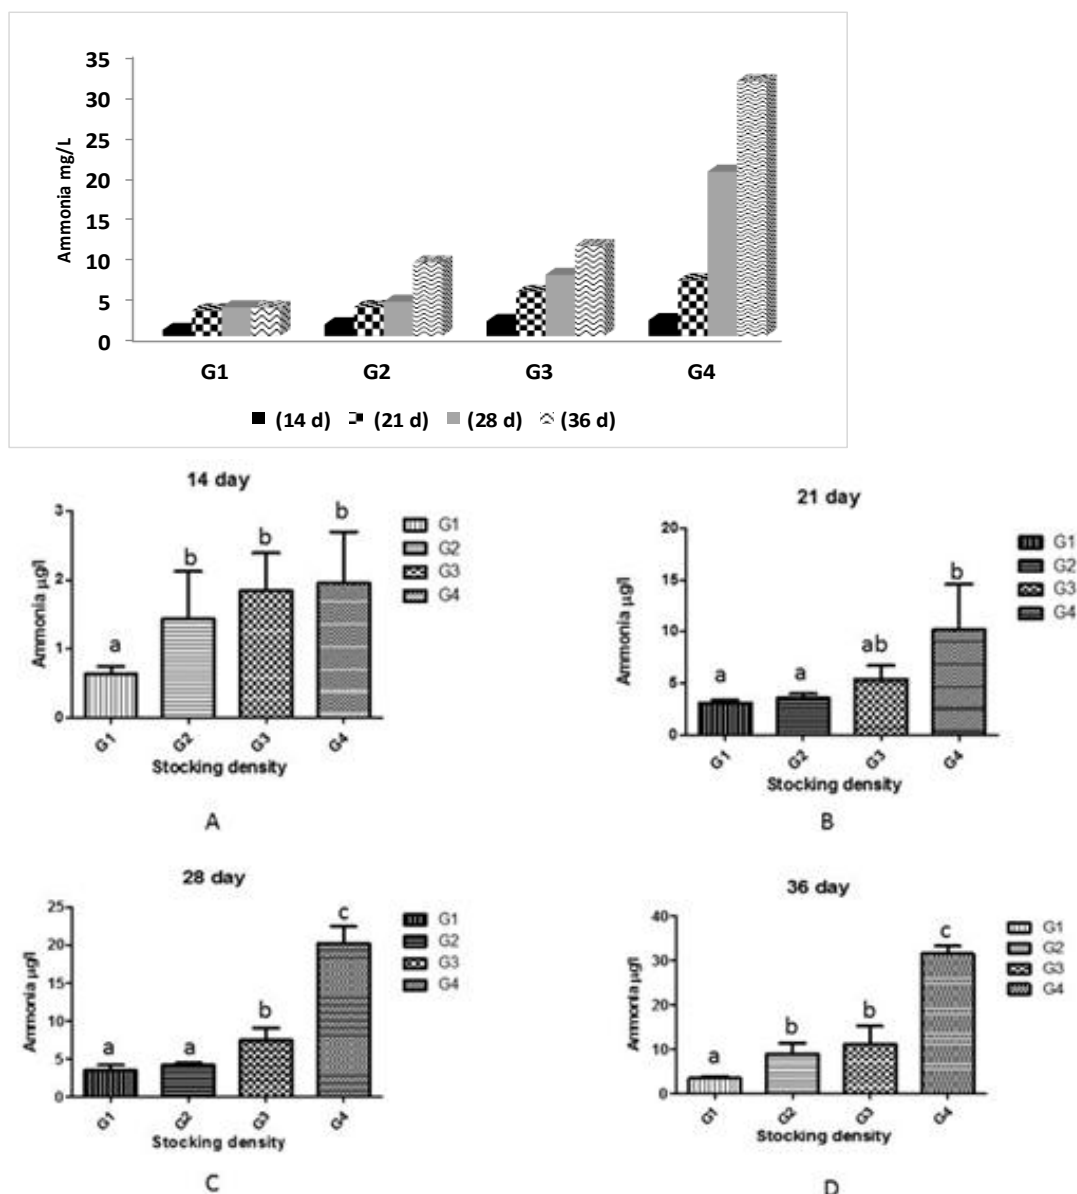 Ammonia mg/L
35
30
25
20
15
10
5
0
G1 G2 G3 G4
(14 d) (21 d) (28 d) (36 d)
14 day
Ammonia µg/l
3
2
1
0
a b b b
G1 G2 G3 G4
Stocking density
G1
G2
G3
G4
A
21 day
Ammonia µg/l
20
15
10
5
0
a a ab b
G1 G2 G3 G4
Stocking density
G1
G2
G3
G4
B
28 day
Ammonia µg/l
25
20
15
10
5
0
a a b c
G1 G2 G3 G4
Stocking density
G1
G2
G3
G4
C
36 day
Ammonia µg/l
40
30
20
10
0
a b b c
G1 G2 G3 G4
Stocking density
G1
G2
G3
G4
D